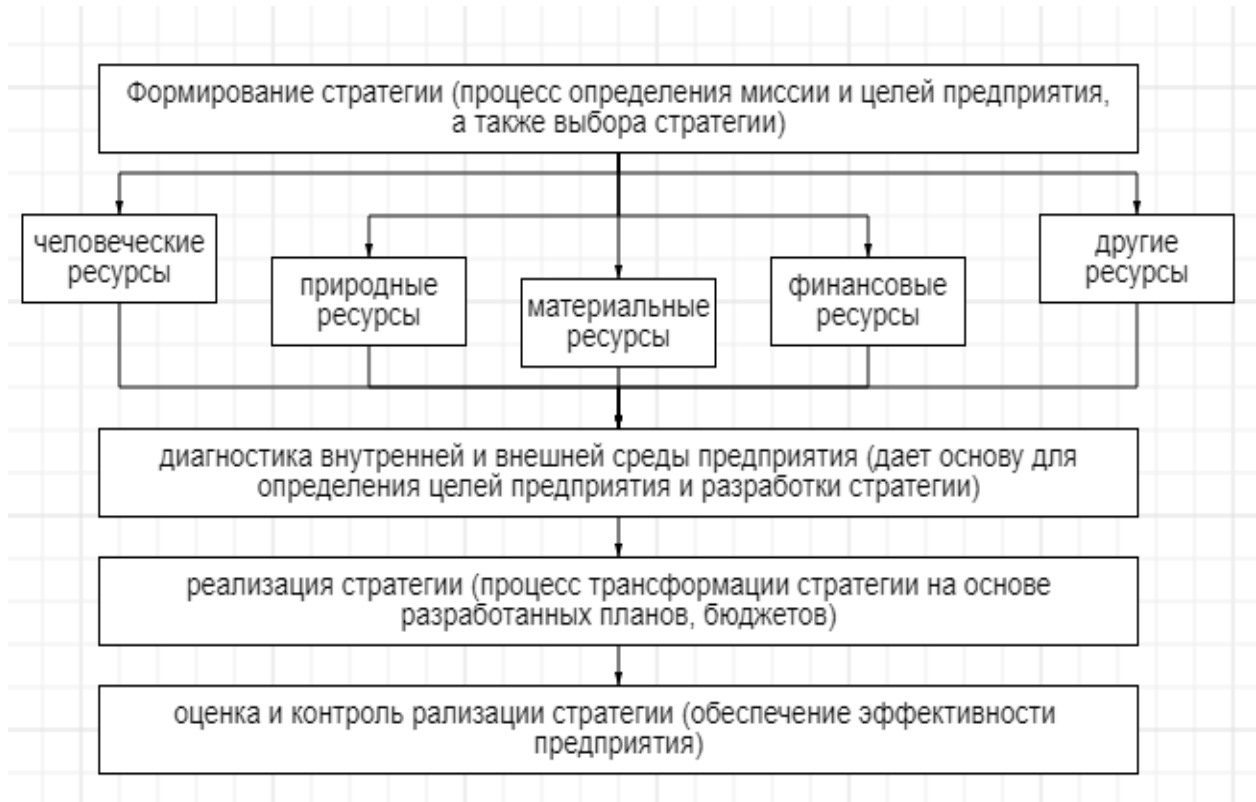 Формирование стратегии (процесс определения миссии и целей предприятия,
а также выбора стратегии)
человеческие
ресурсы
природные
ресурсы
материальные
ресурсы
финансовые
ресурсы
другие
ресурсы
диагностика внутренней и внешней среды предприятия (дает основу для
определения целей предприятия и разработки стратегии)
реализация стратегии (процесс трансформации стратегии на основе
разработанных планов, бюджетов)
оценка и контроль рализации стратегии (обеспечение эффективности
предприятия)